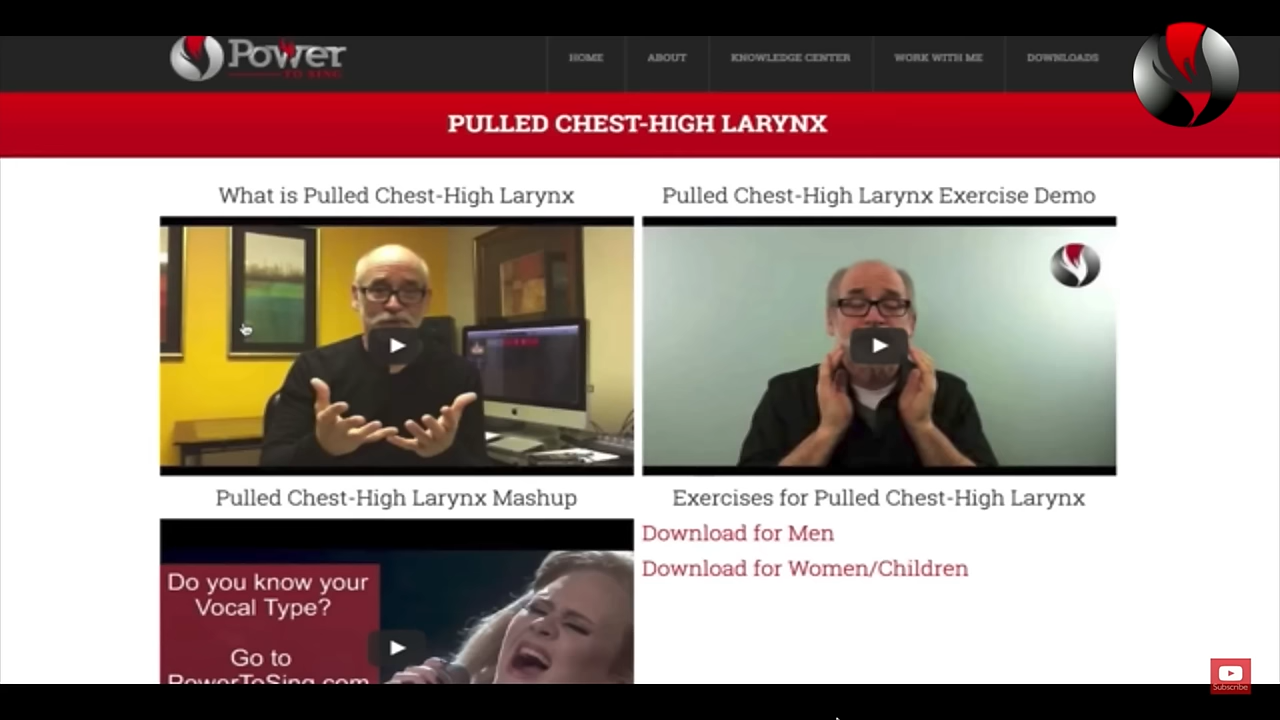 Power
TO SING
HOME
ABOUT
KNOWLEDGE CENTER
WORK WITH ME
DOWNLOADS
PULLED CHEST-HIGH LARYNX
What is Pulled Chest-High Larynx
Pulled Chest-High Larynx Exercise Demo
Pulled Chest-High Larynx Mashup
Exercises for Pulled Chest-High Larynx
Download for Men
Download for Women/Children
Do you know your
Vocal Type?
Go to
PowerToSing.com
Subscribe